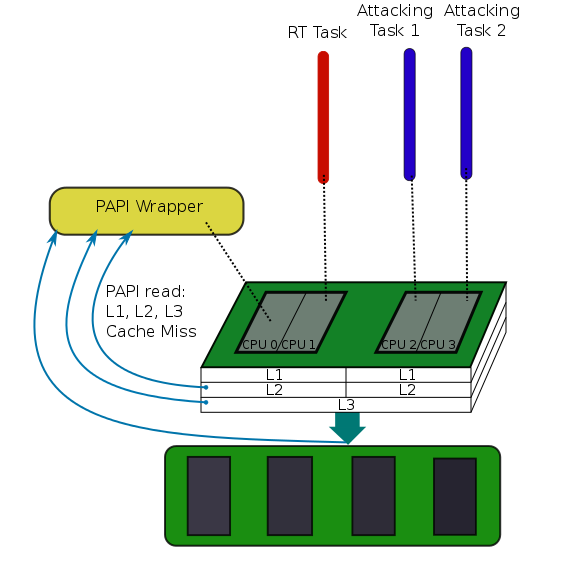 RT Task
Attacking
Task 1
Attacking
Task 2
PAPI Wrapper
PAPI read:
L1, L2, L3
Cache Miss
CPU 0
CPU 1
CPU 2
CPU 3
L1
L1
L2
L2
L3